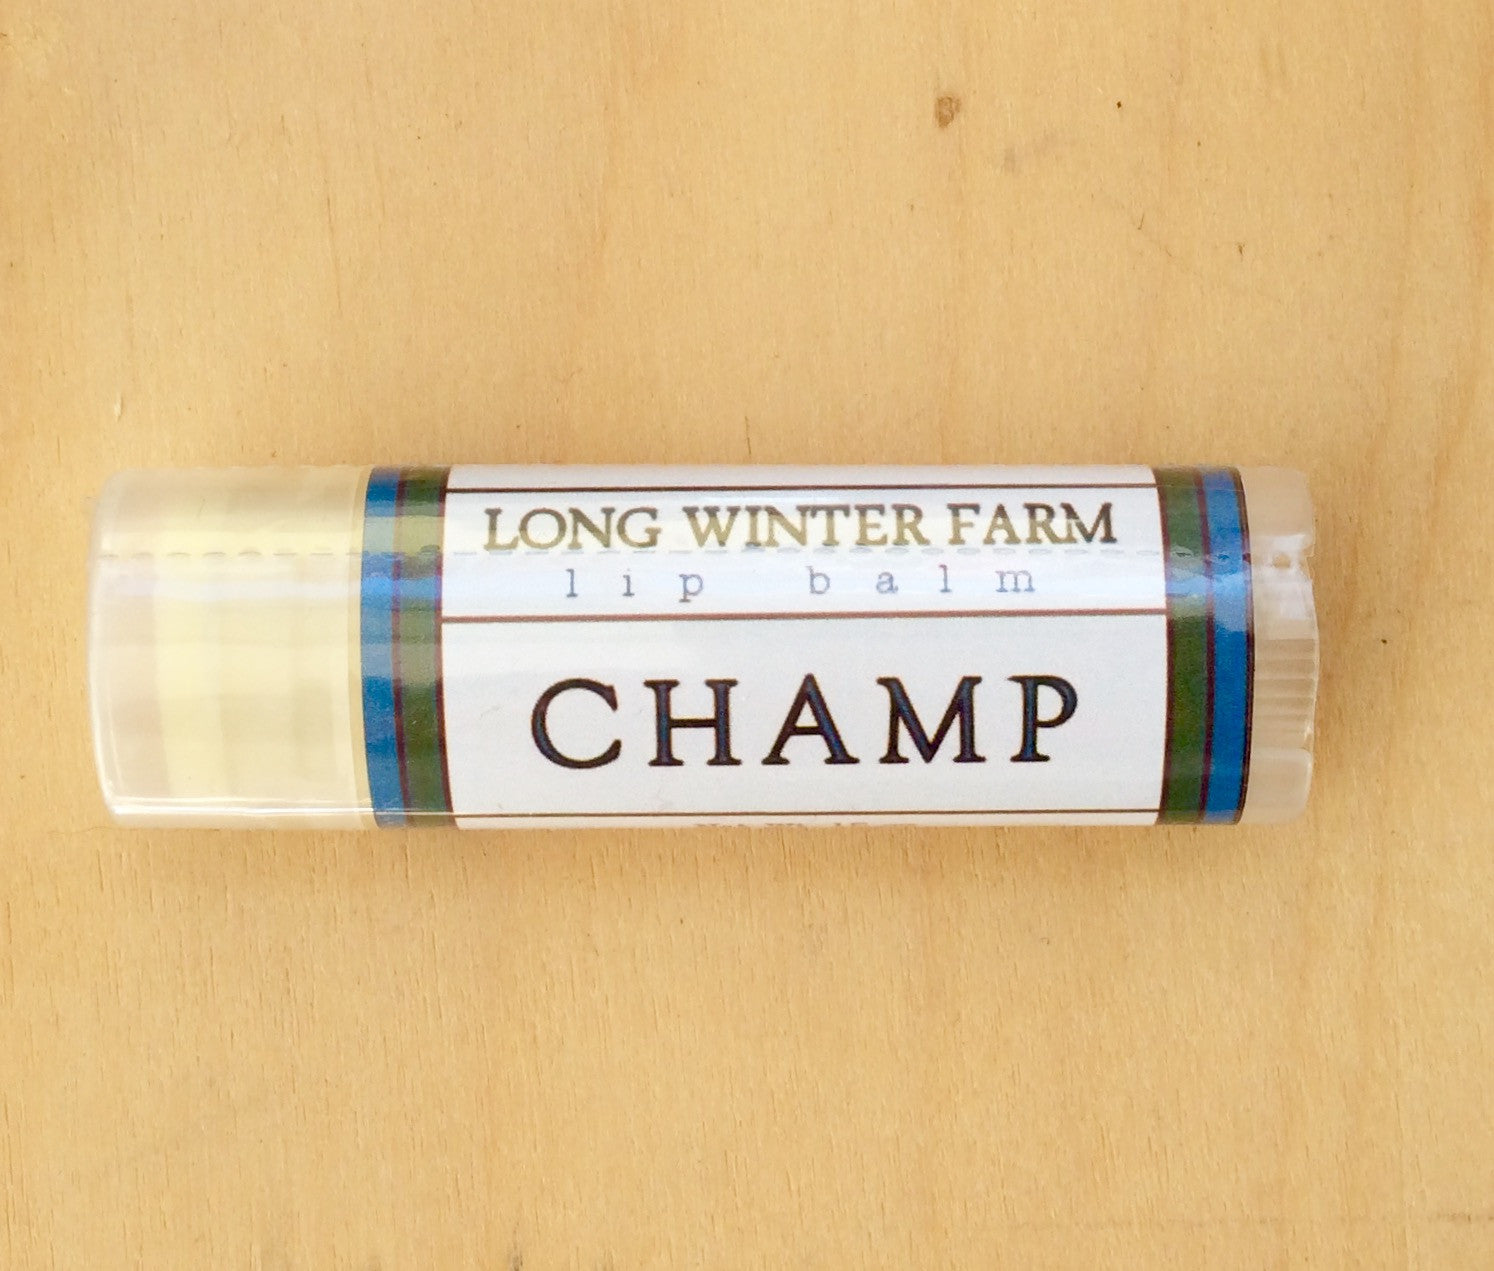 LONG WINTER FARM
lip balm
CHAMP